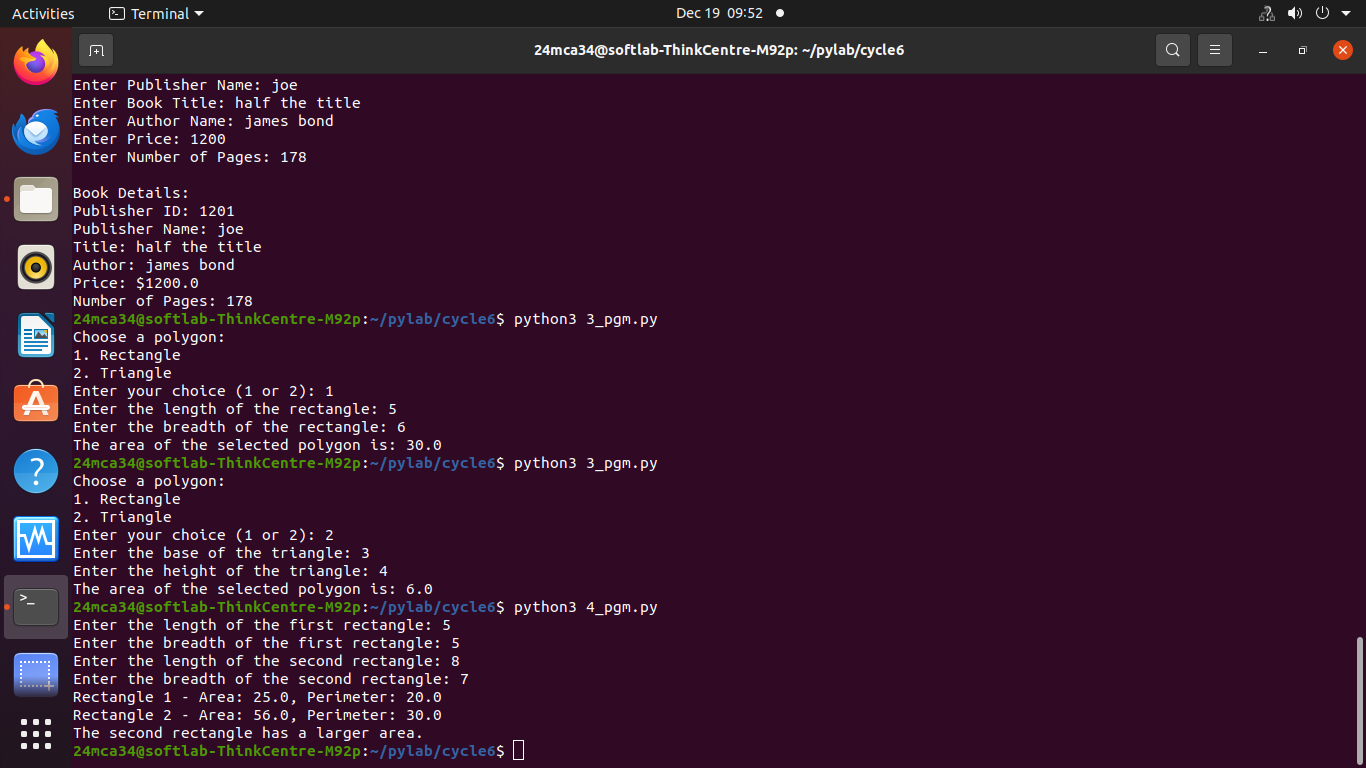 Activities Terminal Dec 19 09:52
24mca34@softlab-ThinkCentre-M92p: ~/pylab/cycle6
Enter Publisher Name: joe
Enter Book Title: half the title
Enter Author Name: james bond
Enter Price: 1200
Enter Number of Pages: 178

Book Details:
Publisher ID: 1201
Publisher Name: joe
Title: half the title
Author: james bond
Price: $1200.0
Number of Pages: 178
24mca34@softlab-ThinkCentre-M92p:~/pylab/cycle6$ python3 3_pgm.py
Choose a polygon:
1. Rectangle
2. Triangle
Enter your choice (1 or 2): 1
Enter the length of the rectangle: 5
Enter the breadth of the rectangle: 6
The area of the selected polygon is: 30.0
24mca34@softlab-ThinkCentre-M92p:~/pylab/cycle6$ python3 3_pgm.py
Choose a polygon:
1. Rectangle
2. Triangle
Enter your choice (1 or 2): 2
Enter the base of the triangle: 3
Enter the height of the triangle: 4
The area of the selected polygon is: 6.0
24mca34@softlab-ThinkCentre-M92p:~/pylab/cycle6$ python3 4_pgm.py
Enter the length of the first rectangle: 5
Enter the breadth of the first rectangle: 5
Enter the length of the second rectangle: 8
Enter the breadth of the second rectangle: 7
Rectangle 1 - Area: 25.0, Perimeter: 20.0
Rectangle 2 - Area: 56.0, Perimeter: 30.0
The second rectangle has a larger area.
24mca34@softlab-ThinkCentre-M92p:~/pylab/cycle6$